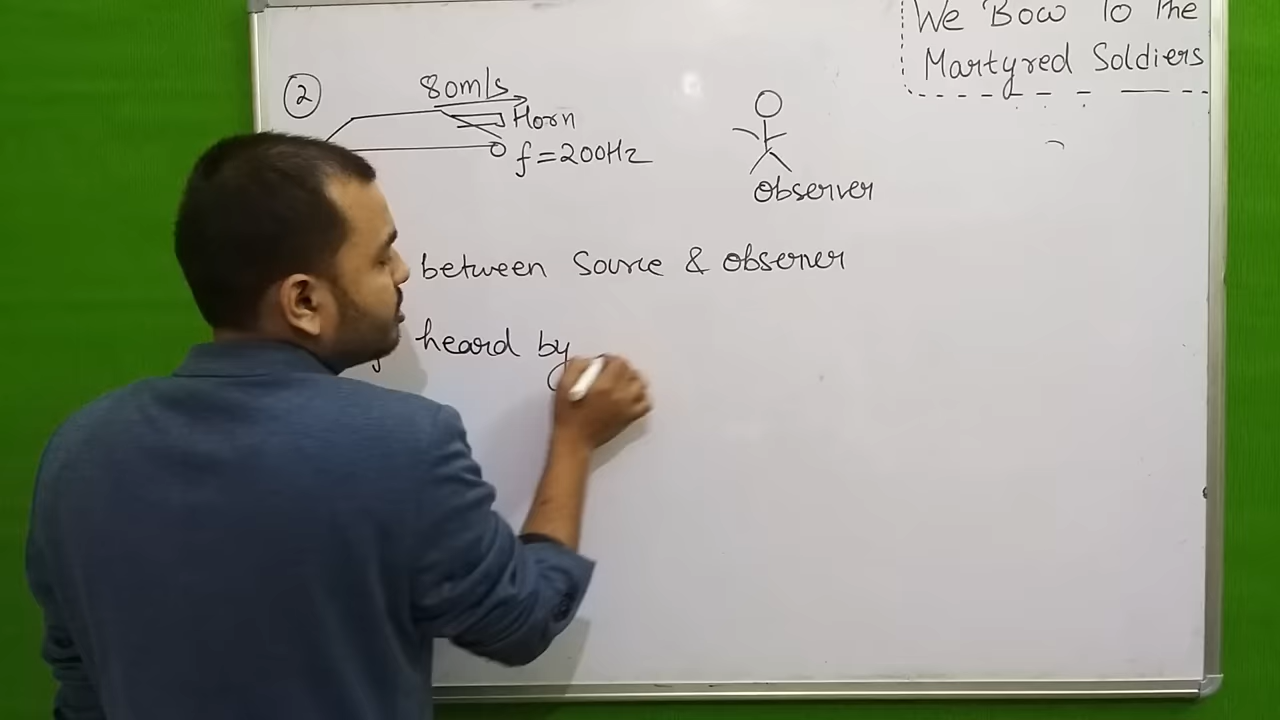 We Bow To the
Martyred Soldiers
2
80m/s
Horn
f=200Hz
Observer
between Source & observer
heard by